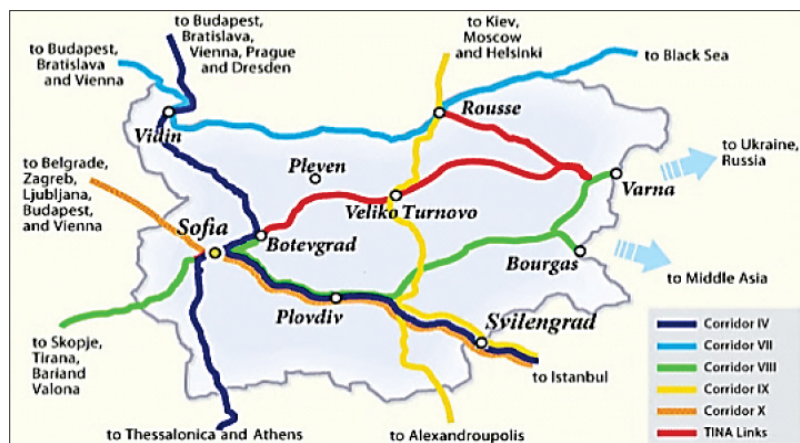 to Budapest,
Bratislava,
Vienna, Prague
and Dresden
to Kiev,
Moscow
and Helsinki
to Budapest,
Bratislava
and Vienna
to Black Sea
Vidin
Rousse
to Ukraine,
Russia
to Belgrade,
Zagreb,
Ljubljana,
Budapest,
and Vienna
Pleven
Varna
Veliko Turnovo
Sofia
Botevgrad
Bourgas
to Middle Asia
Plovdiv
Svilengrad
to Skopje,
Tirana,
Bariand
Valona
to Istanbul
to Thessalonica and Athens
to Alexandroupolis
Corridor IV
Corridor VII
Corridor VIII
Corridor IX
Corridor X
TINA Links